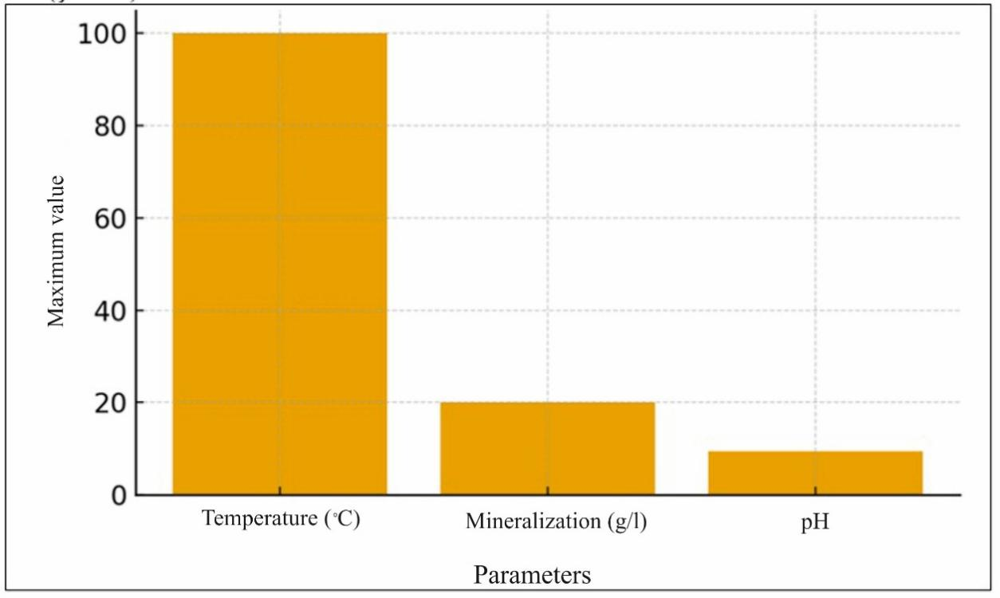 100
80
60
40
20
0
Maximum value
Temperature (°C)
Mineralization (g/l)
pH
Parameters